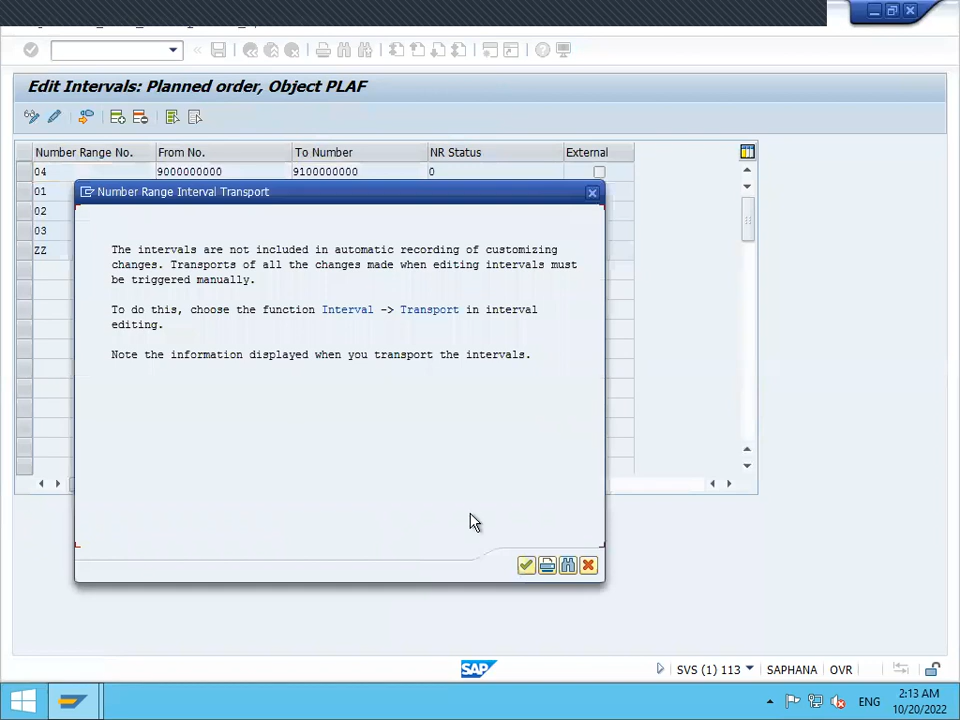 Edit Intervals: Planned order, Object PLAF
Number Range No. From No. To Number NR Status External
04 9000000000 9100000000 0
01
02
03
ZZ
Number Range Interval Transport
The intervals are not included in automatic recording of customizing
changes. Transports of all the changes made when editing intervals must
be triggered manually.
To do this, choose the function Interval -> Transport in interval
editing.
Note the information displayed when you transport the intervals.
SAP
SVS (1) 113 SAPHANA OVR
ENG
2:13 AM
10/20/2022